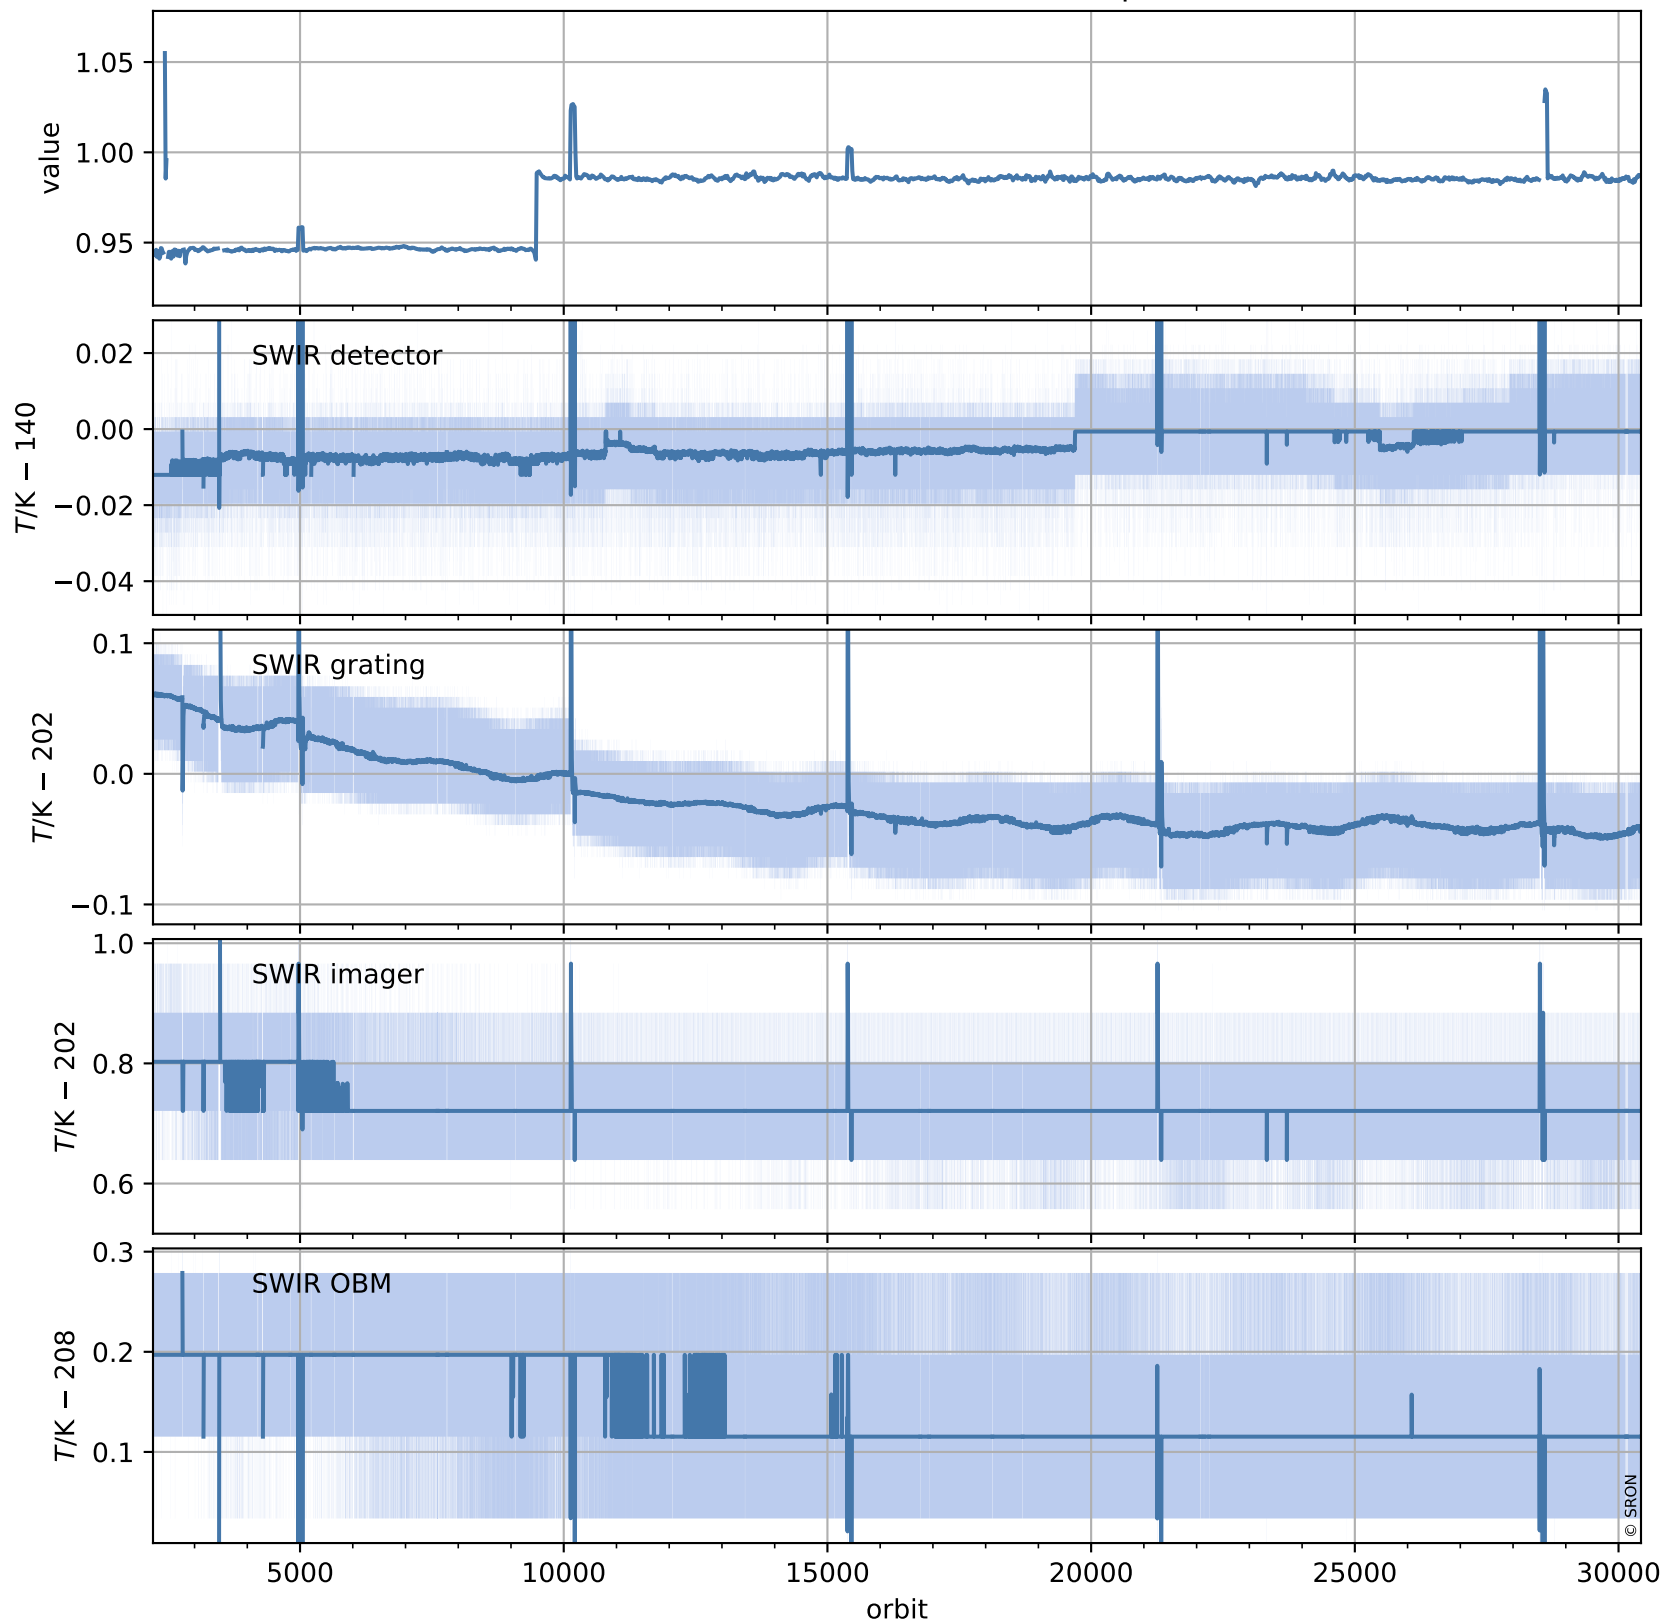 1.05
1.00
0.95
value
SWIR detector
0.02
0.00
−0.02
−0.04
T/K − 140
SWIR grating
0.1
0.0
−0.1
T/K − 202
SWIR imager
1.0
0.8
0.6
T/K − 202
SWIR OBM
0.3
0.2
0.1
T/K − 208
© SRON
5000 10000 15000 20000 25000 30000
orbit